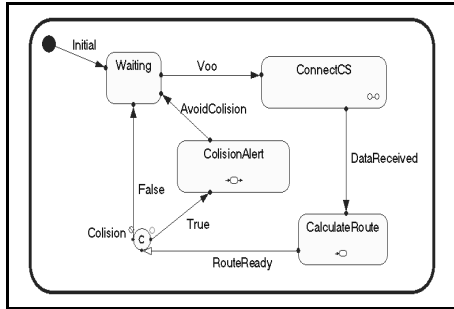 Initial
Waiting
Voo
ConnectCS
AvoidColision
ColisionAlert
DataReceived
False
True
Colision
C
CalculateRoute
RouteReady